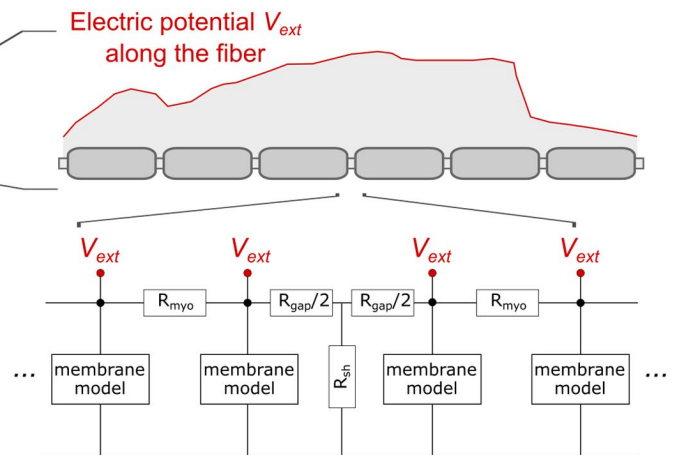 Electric potential Vext
along the fiber
Vext Vext Vext Vext
Rmyo Rgap/2 Rgap/2 Rmyo
... membrane model membrane model Rsh membrane model membrane model ...